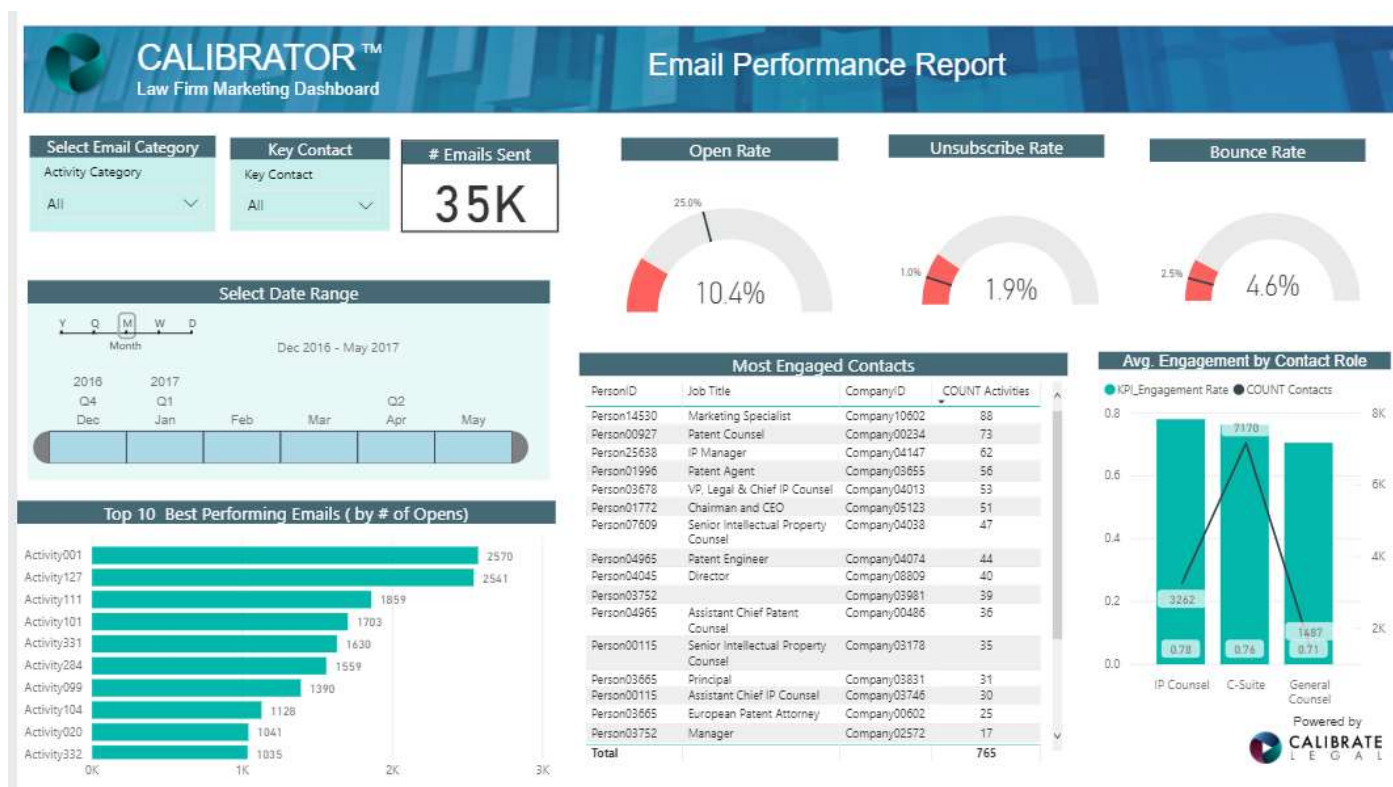 CALIBRATOR ™
Law Firm Marketing Dashboard
Email Performance Report
Select Email Category
Activity Category
All
Key Contact
Key Contact
All
# Emails Sent
35K
Open Rate
25.0%
10.4%
Unsubscribe Rate
1.0%
1.9%
Bounce Rate
2.5%
4.6%
Select Date Range
Y Q M W D
Month
Dec 2016 - May 2017
2016 2017
Q4 Q1 Q2
Dec Jan Feb Mar Apr May
Top 10 Best Performing Emails ( by # of Opens)
Activity001 2570
Activity127 2541
Activity111 1859
Activity101 1703
Activity331 1630
Activity284 1559
Activity099 1390
Activity104 1128
Activity020 1041
Activity332 1035
0K 1K 2K 3K
Most Engaged Contacts
PersonID Job Title CompanyID COUNT Activities
Person14530 Marketing Specialist Company10602 88
Person00927 Patent Counsel Company00234 73
Person25638 IP Manager Company04147 62
Person01996 Patent Agent Company03655 56
Person03678 VP, Legal & Chief IP Counsel Company04013 53
Person01772 Chairman and CEO Company05123 51
Person07609 Senior Intellectual Property Company04038 47
Counsel
Person04965 Patent Engineer Company04074 44
Person04045 Director Company08809 40
Person03752 Company03981 39
Person04965 Assistant Chief Patent Company00486 36
Counsel
Person00115 Senior Intellectual Property Company03178 35
Counsel
Person03665 Principal Company03831 31
Person00115 Assistant Chief IP Counsel Company03746 30
Person03665 European Patent Attorney Company00602 25
Person03752 Manager Company02572 17
Total 765
Avg. Engagement by Contact Role
KPI_Engagement Rate COUNT Contacts
0.8 8K
7170
0.6 6K
0.4 4K
0.2 3262
1487 2K
0.78 0.76 0.71
0.0
IP Counsel C-Suite General
Counsel
Powered by
CALIBRATE
LEGAL